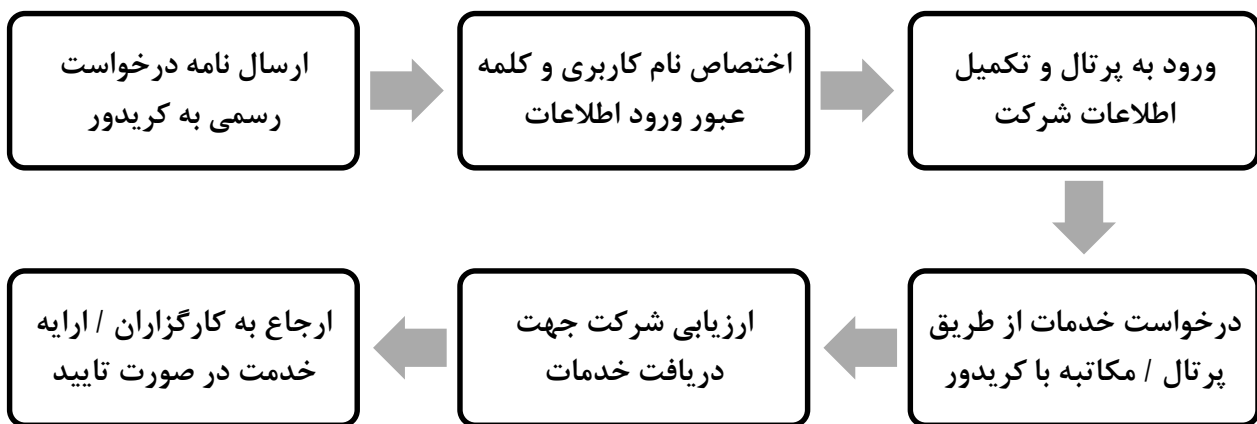 ارسال نامه درخواست
رسمی به کریدور
اختصاص نام کاربری و کلمه
عبور ورود اطلاعات
ورود به پرتال و تکمیل
اطلاعات شرکت
درخواست خدمات از طریق
پرتال / مکاتبه با کریدور
ارزیابی شرکت جهت
دریافت خدمات
ارجاع به کارگزاران / ارایه
خدمت در صورت تایید